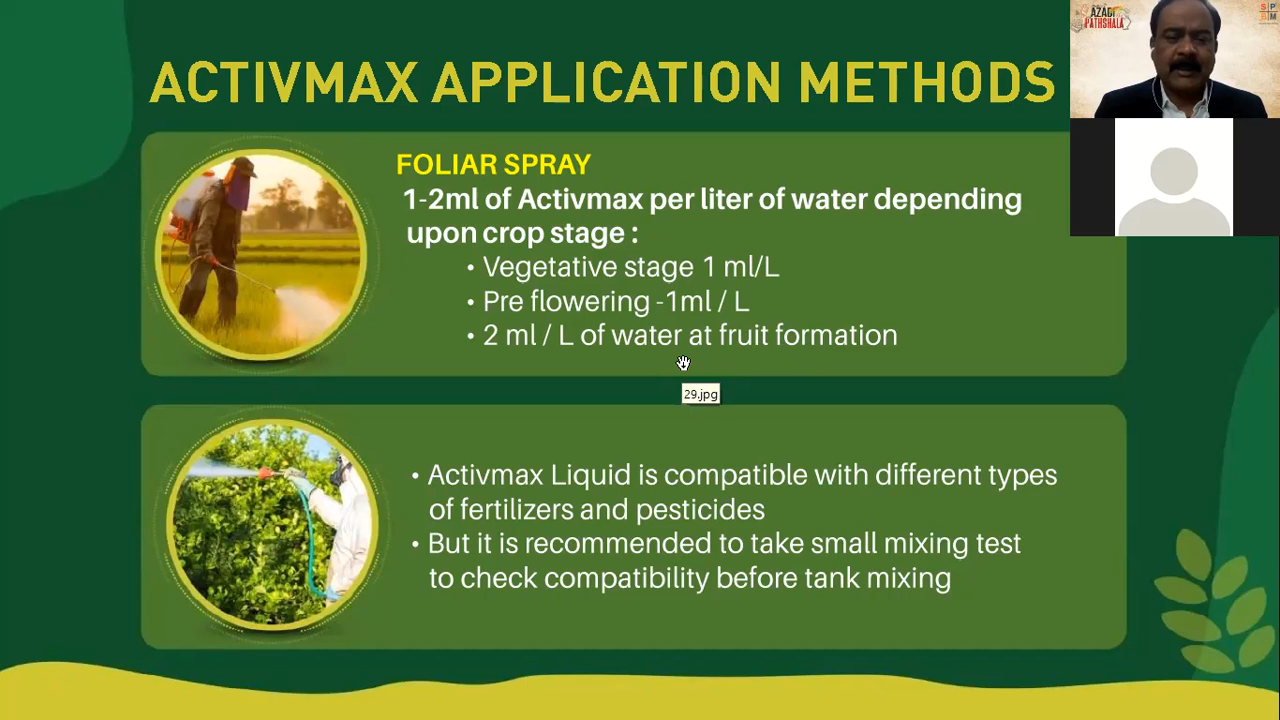 AZADI
PATHSHALA
S P
B M
ACTIVMAX APPLICATION METHODS
FOLIAR SPRAY
1-2ml of Activmax per liter of water depending
upon crop stage :
• Vegetative stage 1 ml/L
• Pre flowering -1ml / L
• 2 ml / L of water at fruit formation
29.jpg
• Activmax Liquid is compatible with different types
of fertilizers and pesticides
• But it is recommended to take small mixing test
to check compatibility before tank mixing